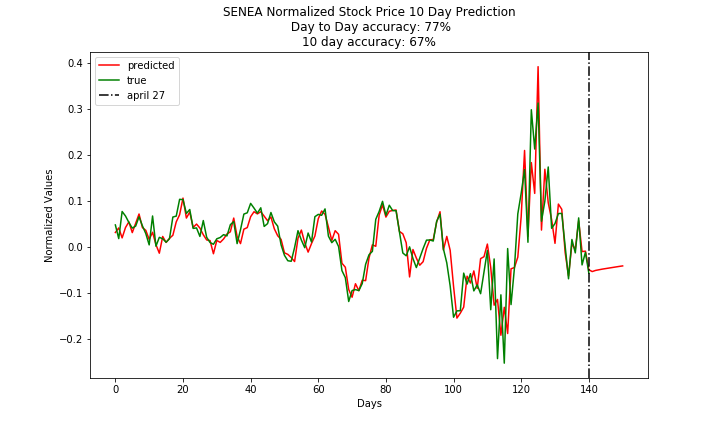 SENEA Normalized Stock Price 10 Day Prediction
Day to Day accuracy: 77%
10 day accuracy: 67%
predicted
true
april 27
Normalized Values
0.4
0.3
0.2
0.1
0.0
−0.1
−0.2
0
20
40
60
80
100
120
140
Days